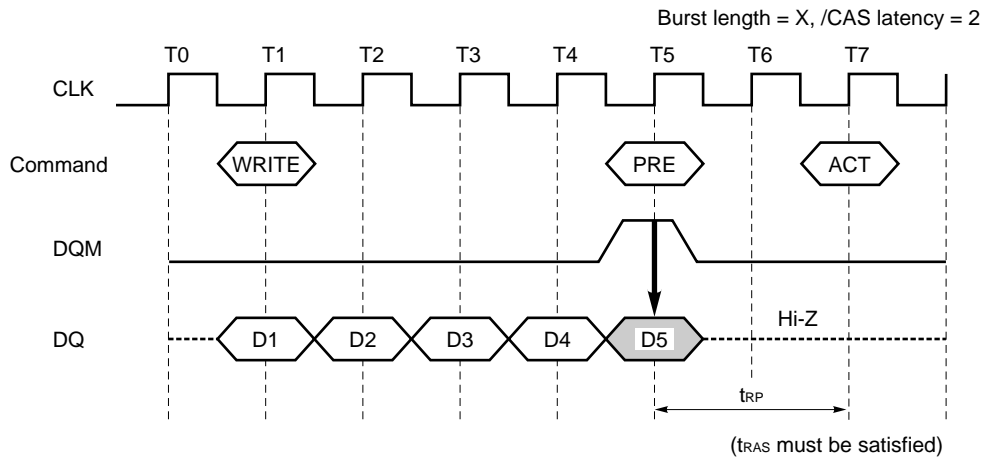 Burst length = X, /CAS latency = 2
T0 T1 T2 T3 T4 T5 T6 T7
CLK
Command WRITE PRE ACT
DQM
DQ D1 D2 D3 D4 D5 Hi-Z
tRP
(tRAS must be satisfied)